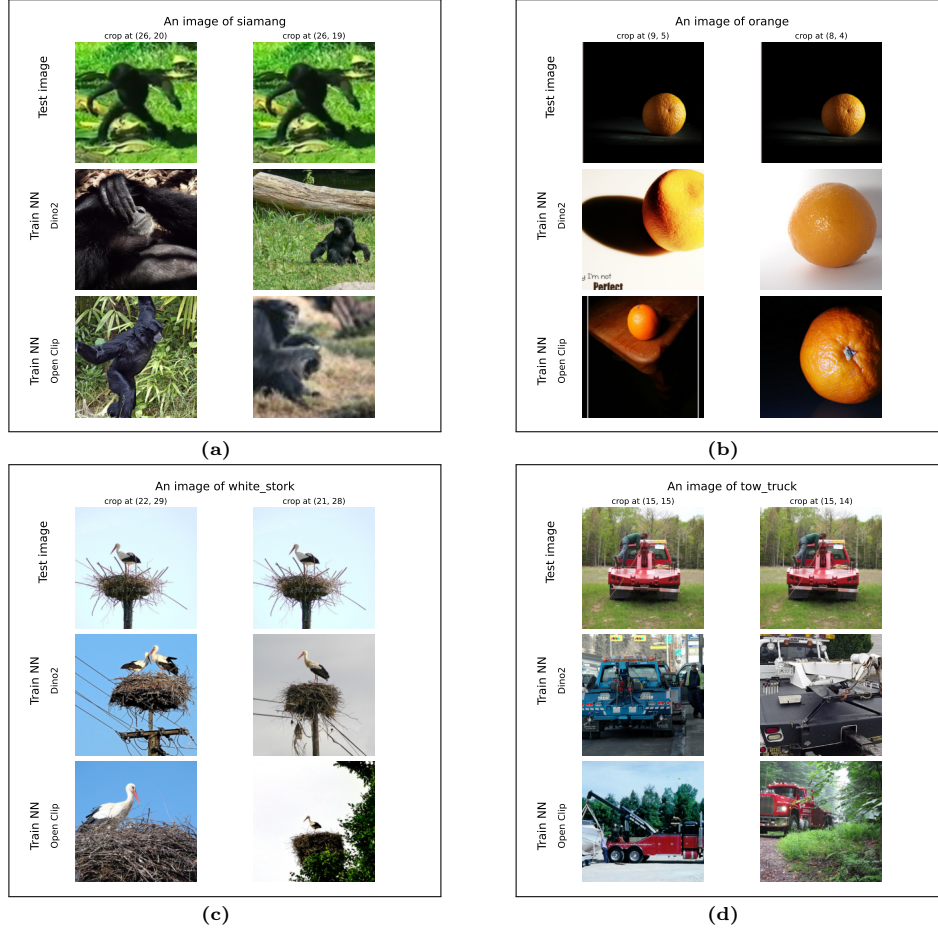 An image of siamang
crop at (26, 20) crop at (26, 19)
Test image
Train NN
Dino2
Train NN
Open Clip
(a)
An image of orange
crop at (9, 5) crop at (8, 4)
Test image
Train NN
Dino2
y I'm not
Perfect
Train NN
Open Clip
(b)
An image of white_stork
crop at (22, 29) crop at (21, 28)
Test image
Train NN
Dino2
Train NN
Open Clip
(c)
An image of tow_truck
crop at (15, 15) crop at (15, 14)
Test image
Train NN
Dino2
Train NN
Open Clip
(d)